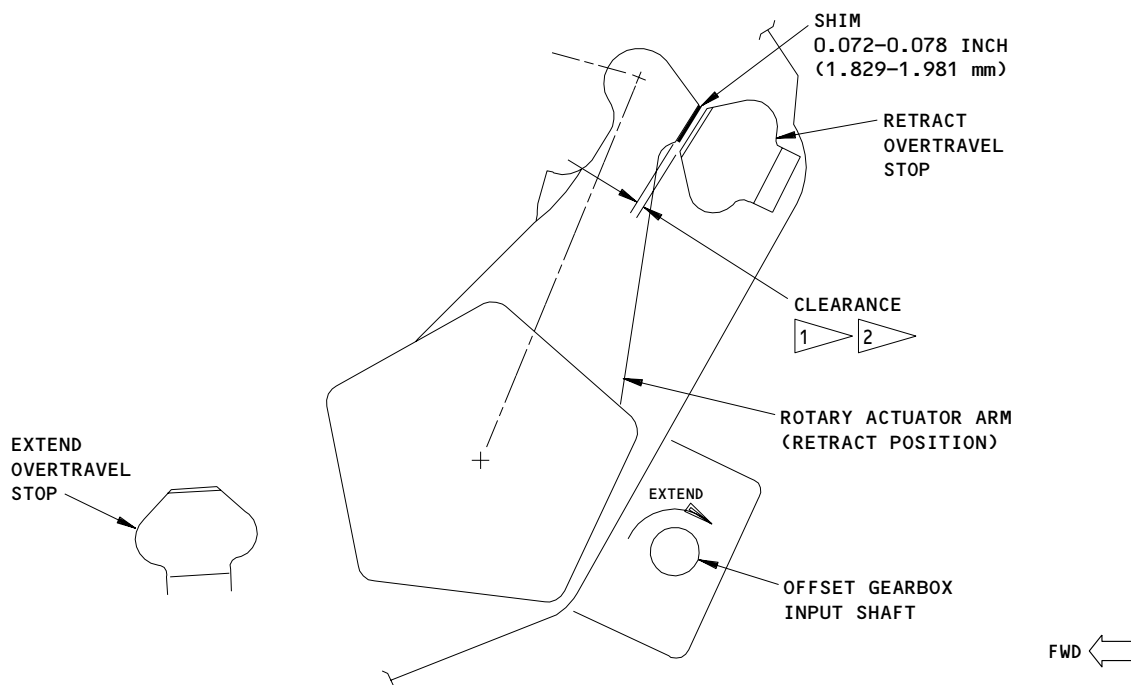 SHIM
0.072-0.078 INCH
(1.829-1.981 mm)
RETRACT
OVERTRAVEL
STOP
CLEARANCE
1 2
ROTARY ACTUATOR ARM
(RETRACT POSITION)
EXTEND
OVERTRAVEL
STOP
EXTEND
OFFSET GEARBOX
INPUT SHAFT
FWD